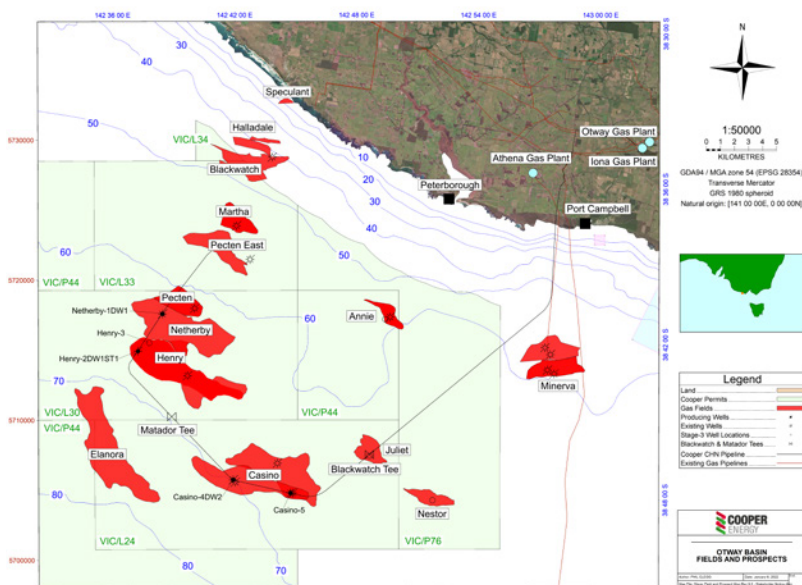 142 36 00 E
142 42 00 E
142 48 00 E
142 54 00 E
143 00 00 E
38 30 00 S
38 36 00 S
38 42 00 S
38 48 00 S
5730000
5720000
5710000
5700000
30
40
50
60
70
80
10
20
30
40
50
60
60
70
80
80
Speculant
Halladale
VIC/L34
Blackwatch
Otway Gas Plant
Athena Gas Plant
Iona Gas Plant
Peterborough
Port Campbell
Martha
Pecten East
VIC/P44
VIC/L33
Pecten
Netherby-1DW1
Netherby
Henry-3
Henry
Henry-2DW1ST1
Annie
Minerva
VIC/L30
VIC/P44
VIC/P44
Matador Tee
Elanora
Juliet
Blackwatch Tee
Casino
Casino-4DW2
Casino-5
Nestor
VIC/L24
VIC/P76
1:50000
KILOMETRES
GDA94 / MGA zone 54 (EPSG 28354)
Transverse Mercator
GRS 1980 spheroid
Natural origin: [141 00 00E, 0 00 00N]
Legend
Land
Cooper Permits
Gas Fields
Producing Wells
Existing Wells
Stage-3 Well Locations
Blackwatch & Matador Tees
Cooper CHN Pipeline
Existing Gas Pipelines
COOPER
ENERGY
OTWAY BASIN
FIELDS AND PROSPECTS